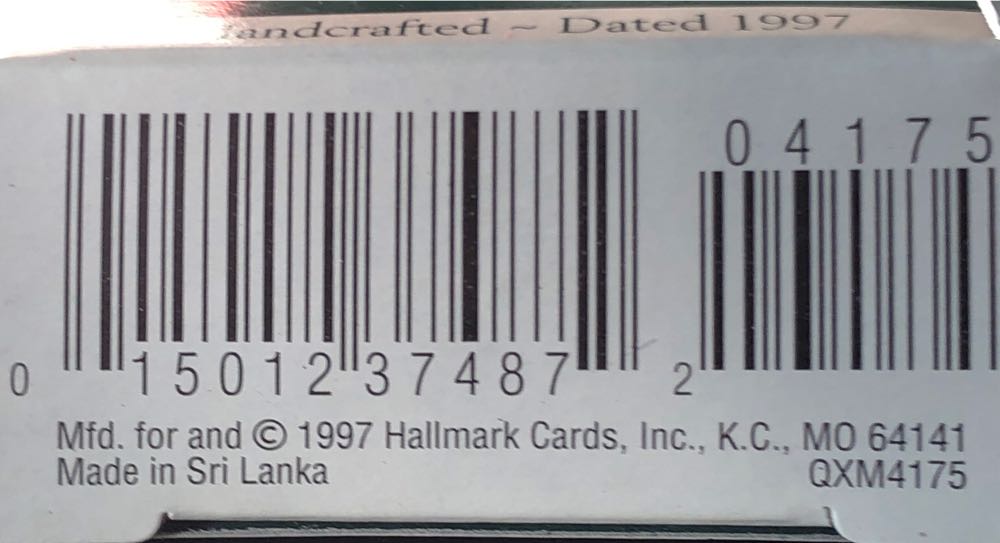 andcrafted ~ Dated 1997
04175
0 15012 37487 2
Mfd. for and © 1997 Hallmark Cards, Inc., K.C., MO 64141
Made in Sri Lanka QXM4175